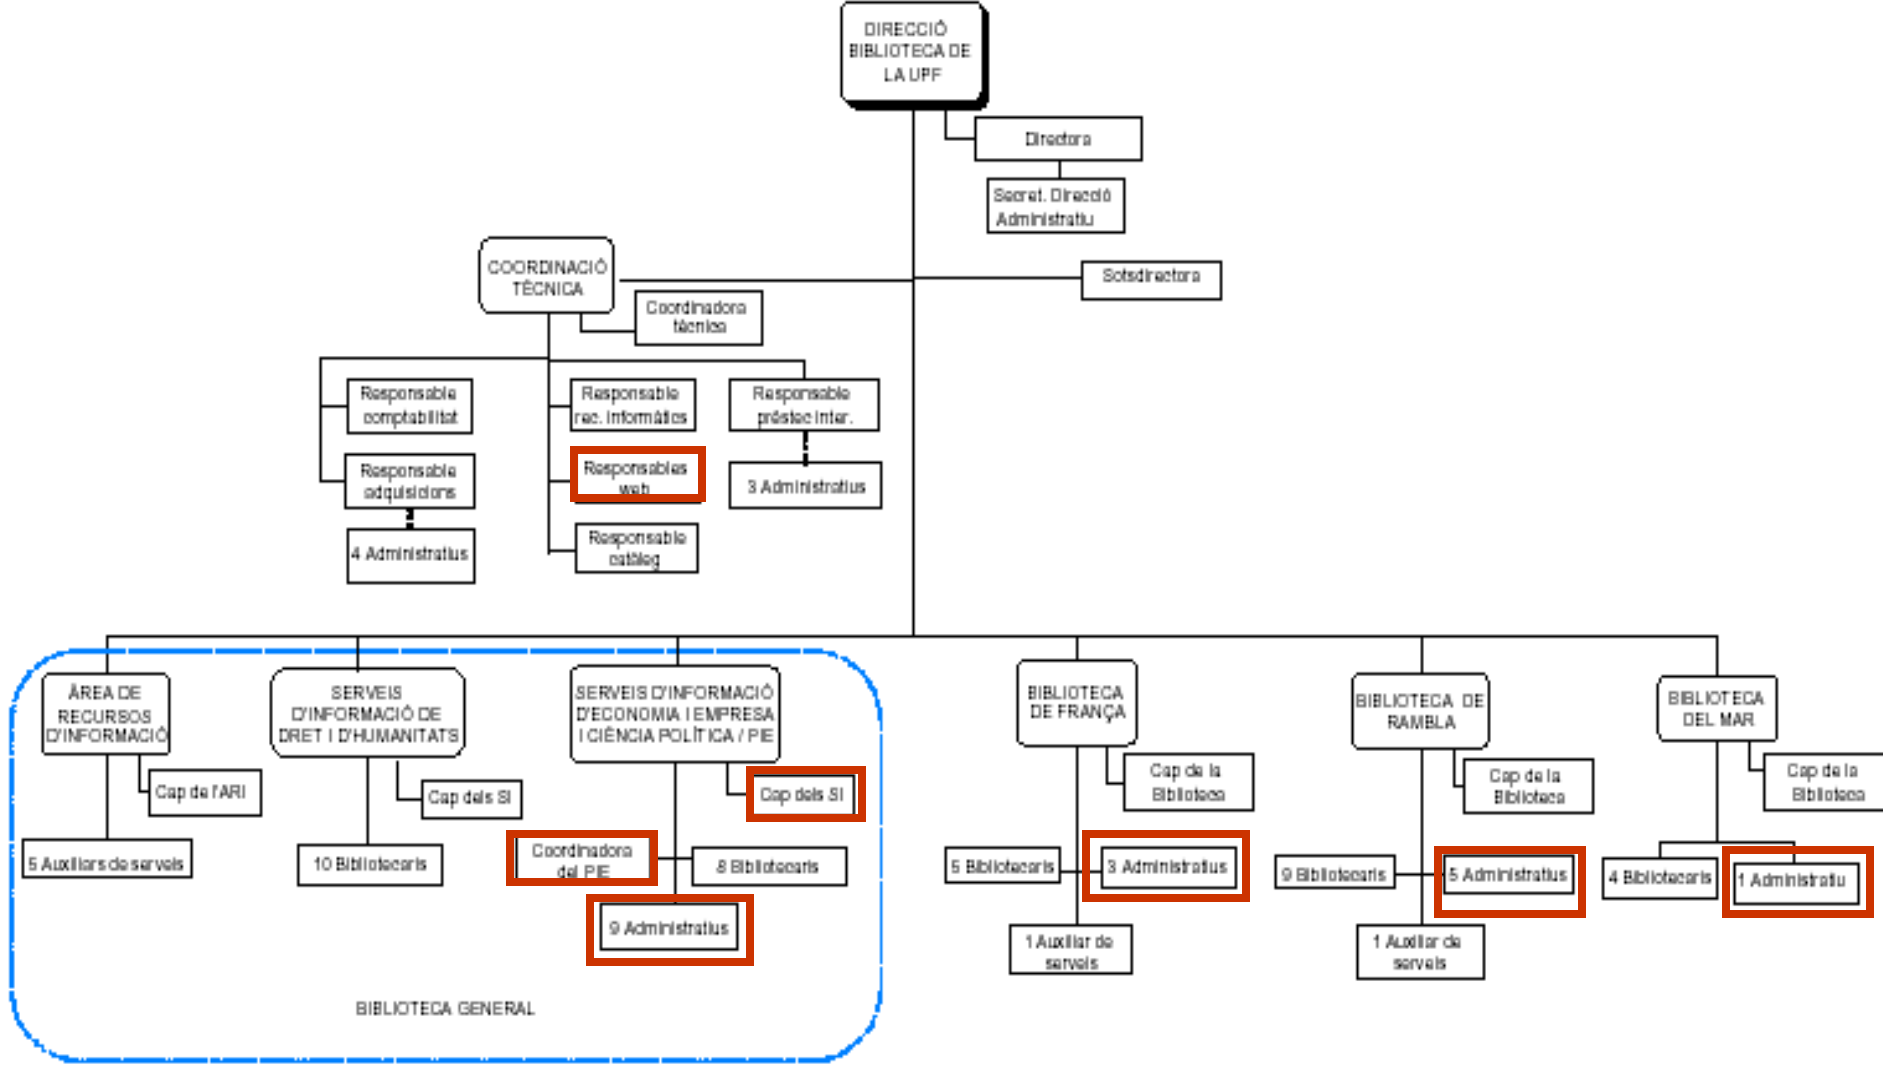 DIRECCIÓ
BIBLIOTECA DE
LA UPF
Directora
Secret. Direcció
Administratiu
COORDINACIÓ
TÈCNICA
Sotsdirectora
Coordinadora
tècnica
Responsable
comptabilitat
Responsable
rec. informàtics
Responsable
préstec inter.
Responsable
adquisicions
Responsables
web
3 Administratius
4 Administratius
Responsable
catàleg
ÀREA DE
RECURSOS
D'INFORMACIÓ
SERVEIS
D'INFORMACIÓ DE
DRET I D'HUMANITATS
SERVEIS D'INFORMACIÓ
D'ECONOMIA I EMPRESA
I CIÈNCIA POLÍTICA / PIE
BIBLIOTECA
DE FRANÇA
BIBLIOTECA DE
RAMBLA
BIBLIOTECA
DEL MAR
Cap de l'ARI
Cap dels SI
Cap dels SI
Cap de la
Biblioteca
Cap de la
Biblioteca
Cap de la
Biblioteca
5 Auxiliars de serveis
10 Bibliotecaris
Coordinadora
del PIE
8 Bibliotecaris
5 Bibliotecaris
3 Administratius
9 Bibliotecaris
5 Administratius
4 Bibliotecaris
1 Administratiu
9 Administratius
1 Auxiliar de
serveis
1 Auxiliar de
serveis
BIBLIOTECA GENERAL